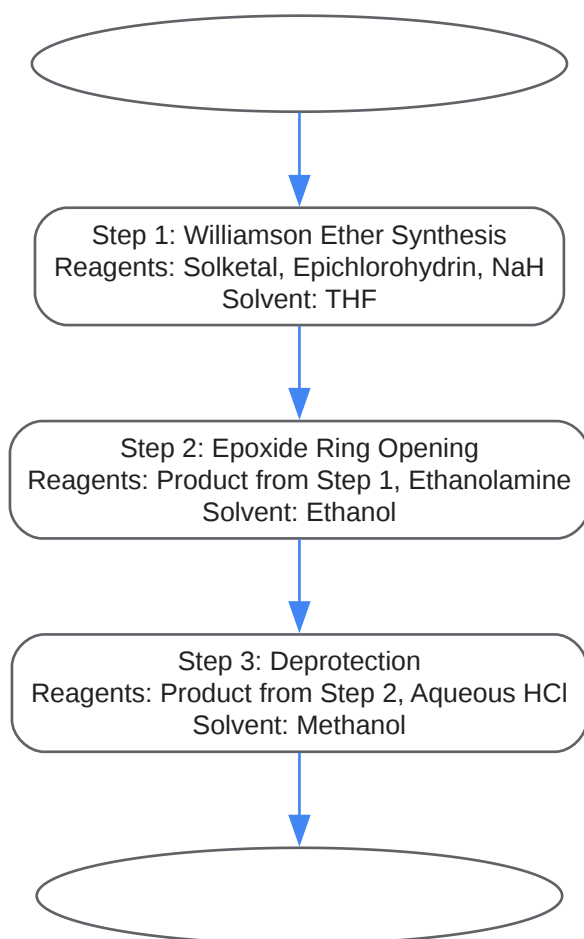 Step 1: Williamson Ether Synthesis
Reagents: Solketal, Epichlorohydrin, NaH
Solvent: THF
Step 2: Epoxide Ring Opening
Reagents: Product from Step 1, Ethanolamine
Solvent: Ethanol
Step 3: Deprotection
Reagents: Product from Step 2, Aqueous HCl
Solvent: Methanol